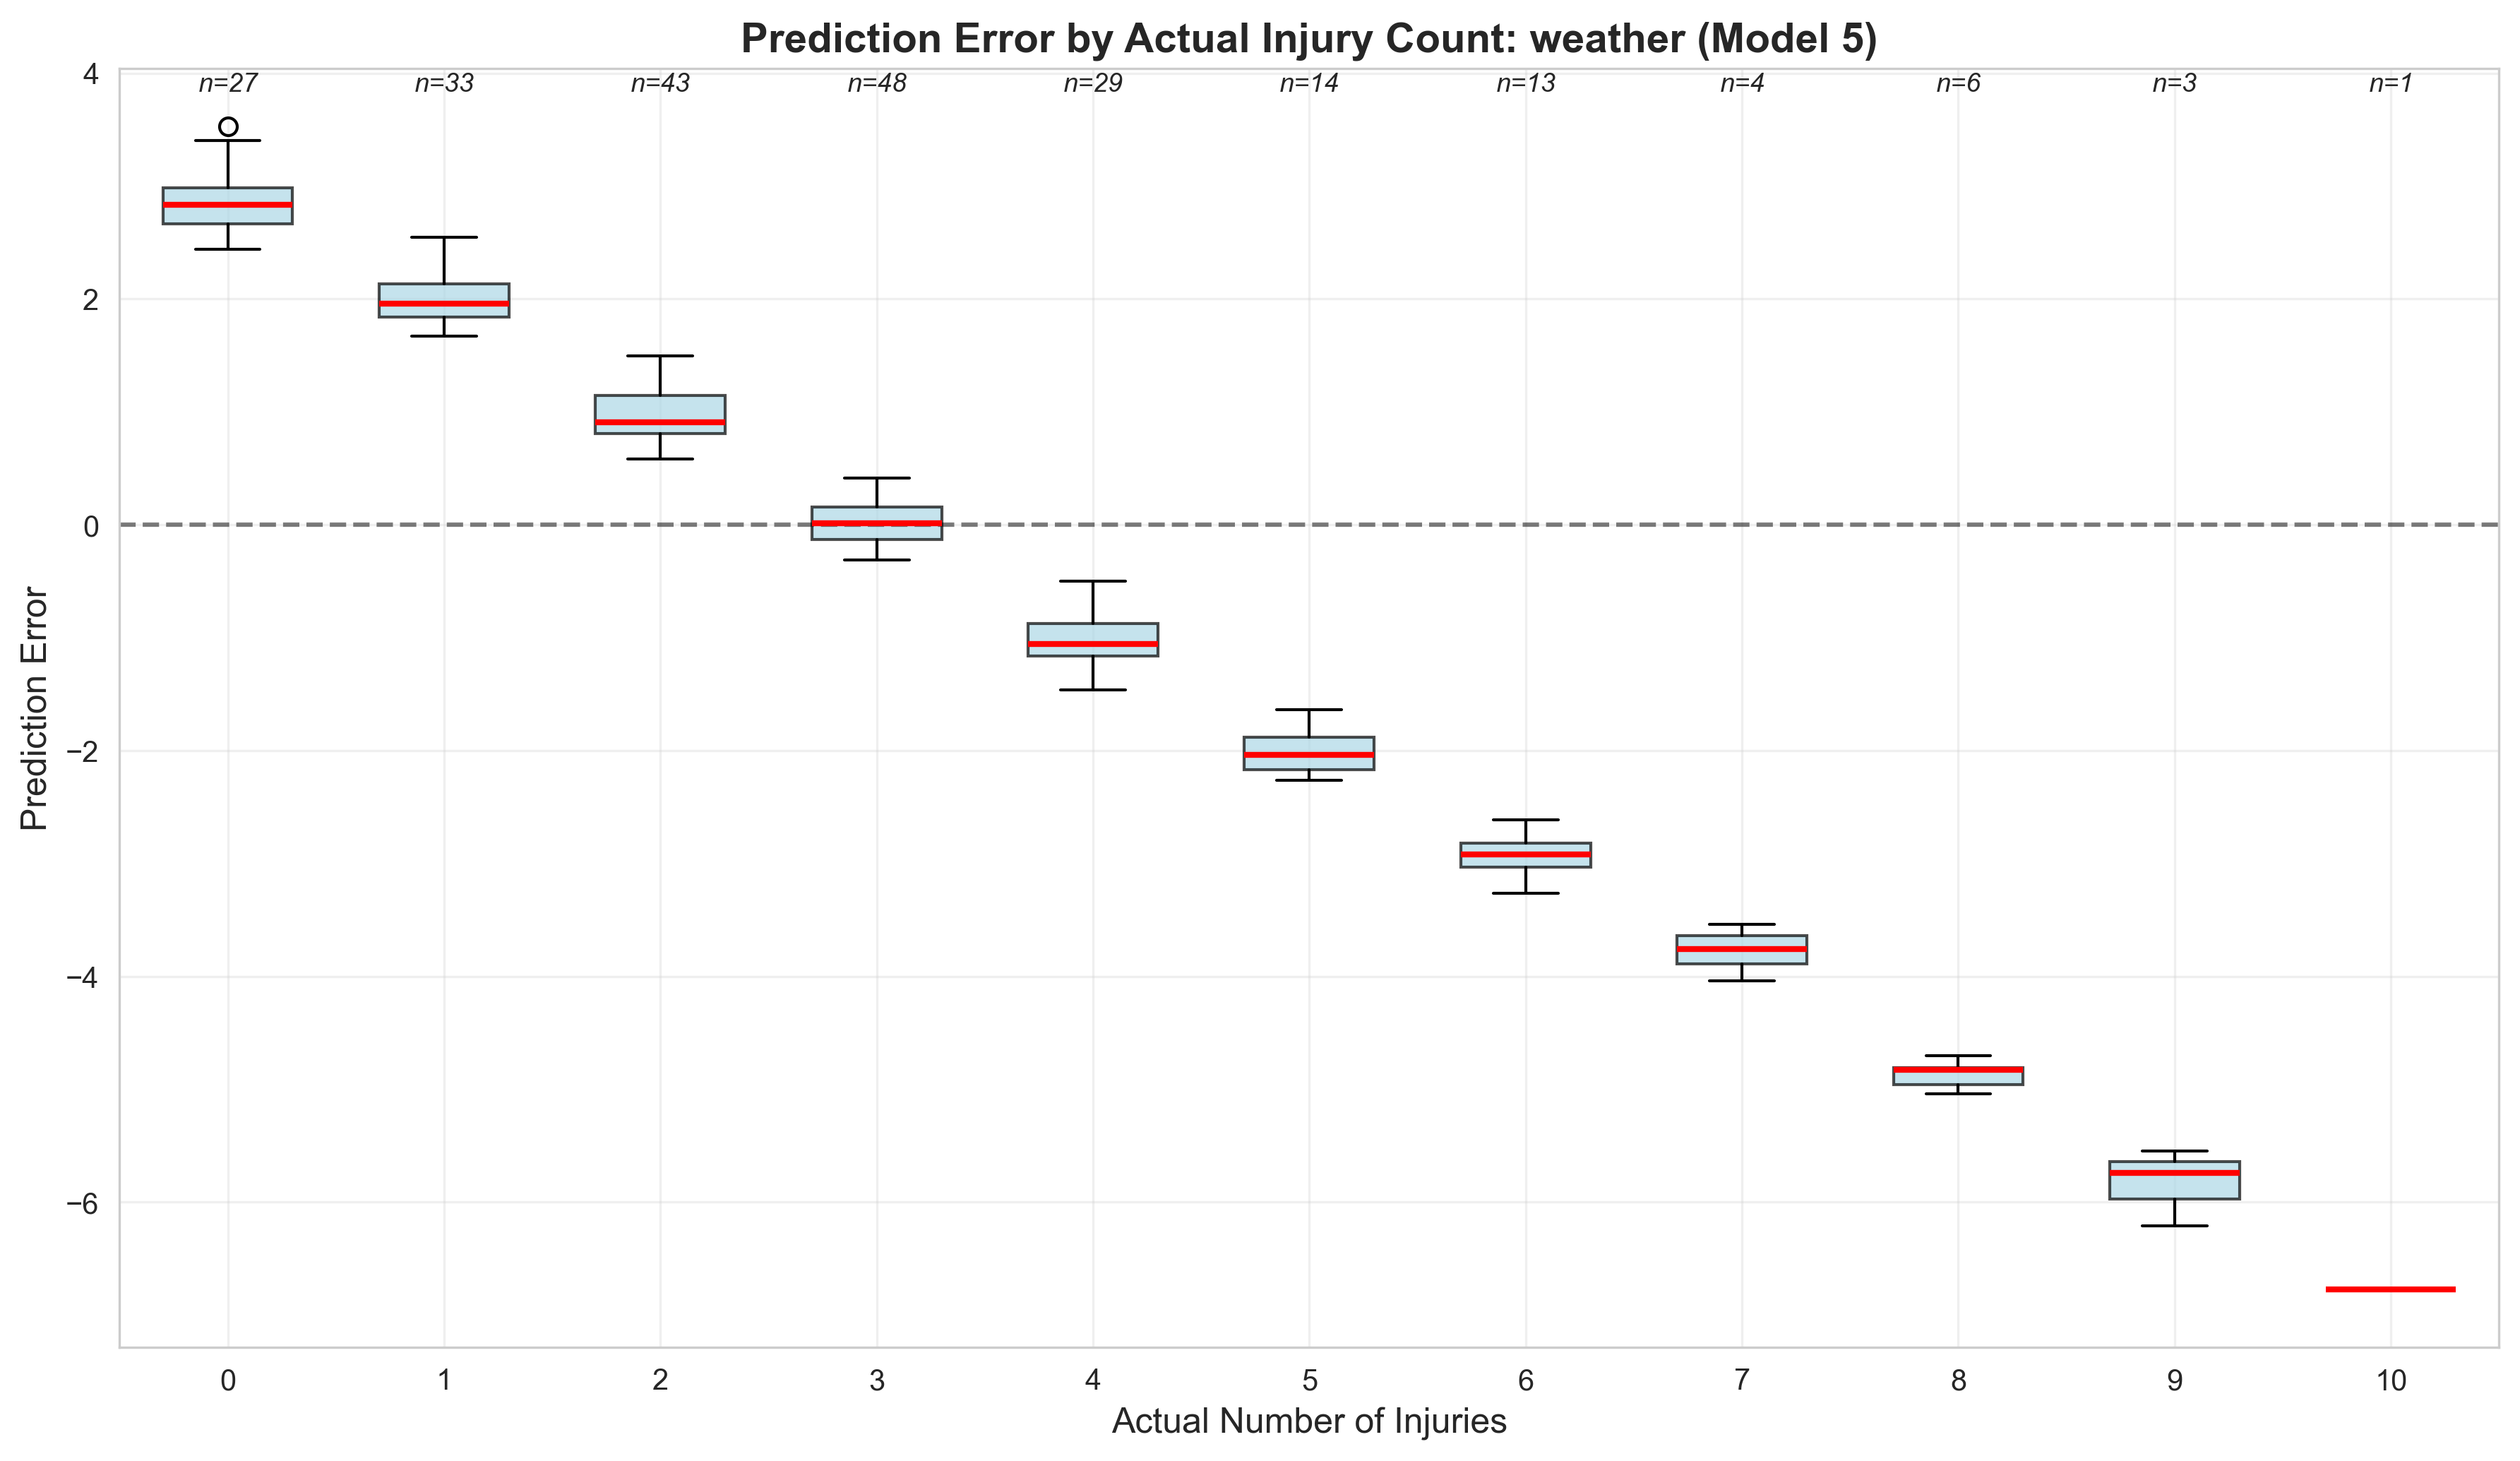 Prediction Error by Actual Injury Count: weather (Model 5)
n=27 n=33 n=43 n=48 n=29 n=14 n=13 n=4 n=6 n=3 n=1
4
2
0
−2
−4
−6
Prediction Error
0 1 2 3 4 5 6 7 8 9 10
Actual Number of Injuries